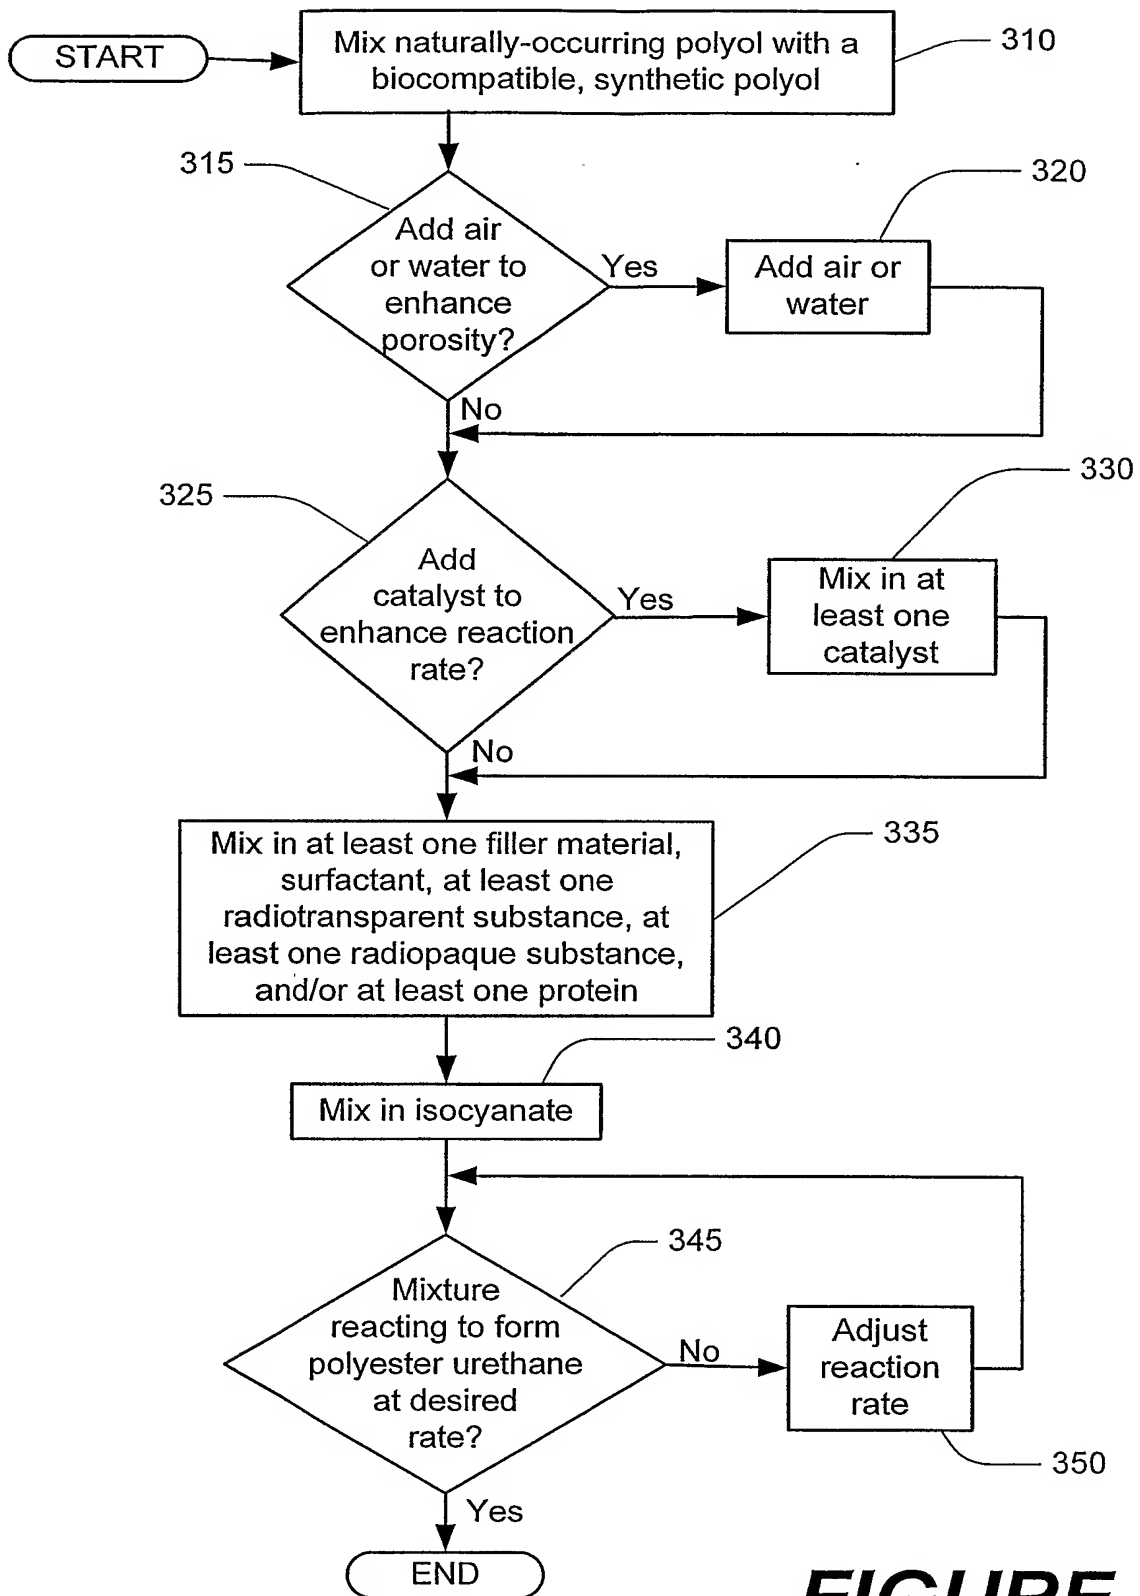 START
Mix naturally-occurring polyol with a
biocompatible, synthetic polyol
310
315
Add air
or water to
enhance
porosity?
Yes
320
Add air or
water
No
325
Add
catalyst to
enhance reaction
rate?
Yes
330
Mix in at
least one
catalyst
No
335
Mix in at least one filler material,
surfactant, at least one
radiotransparent substance, at
least one radiopaque substance,
and/or at least one protein
340
Mix in isocyanate
345
Mixture
reacting to form
polyester urethane
at desired
rate?
No
Adjust
reaction
rate
350
Yes
END
FIGURE